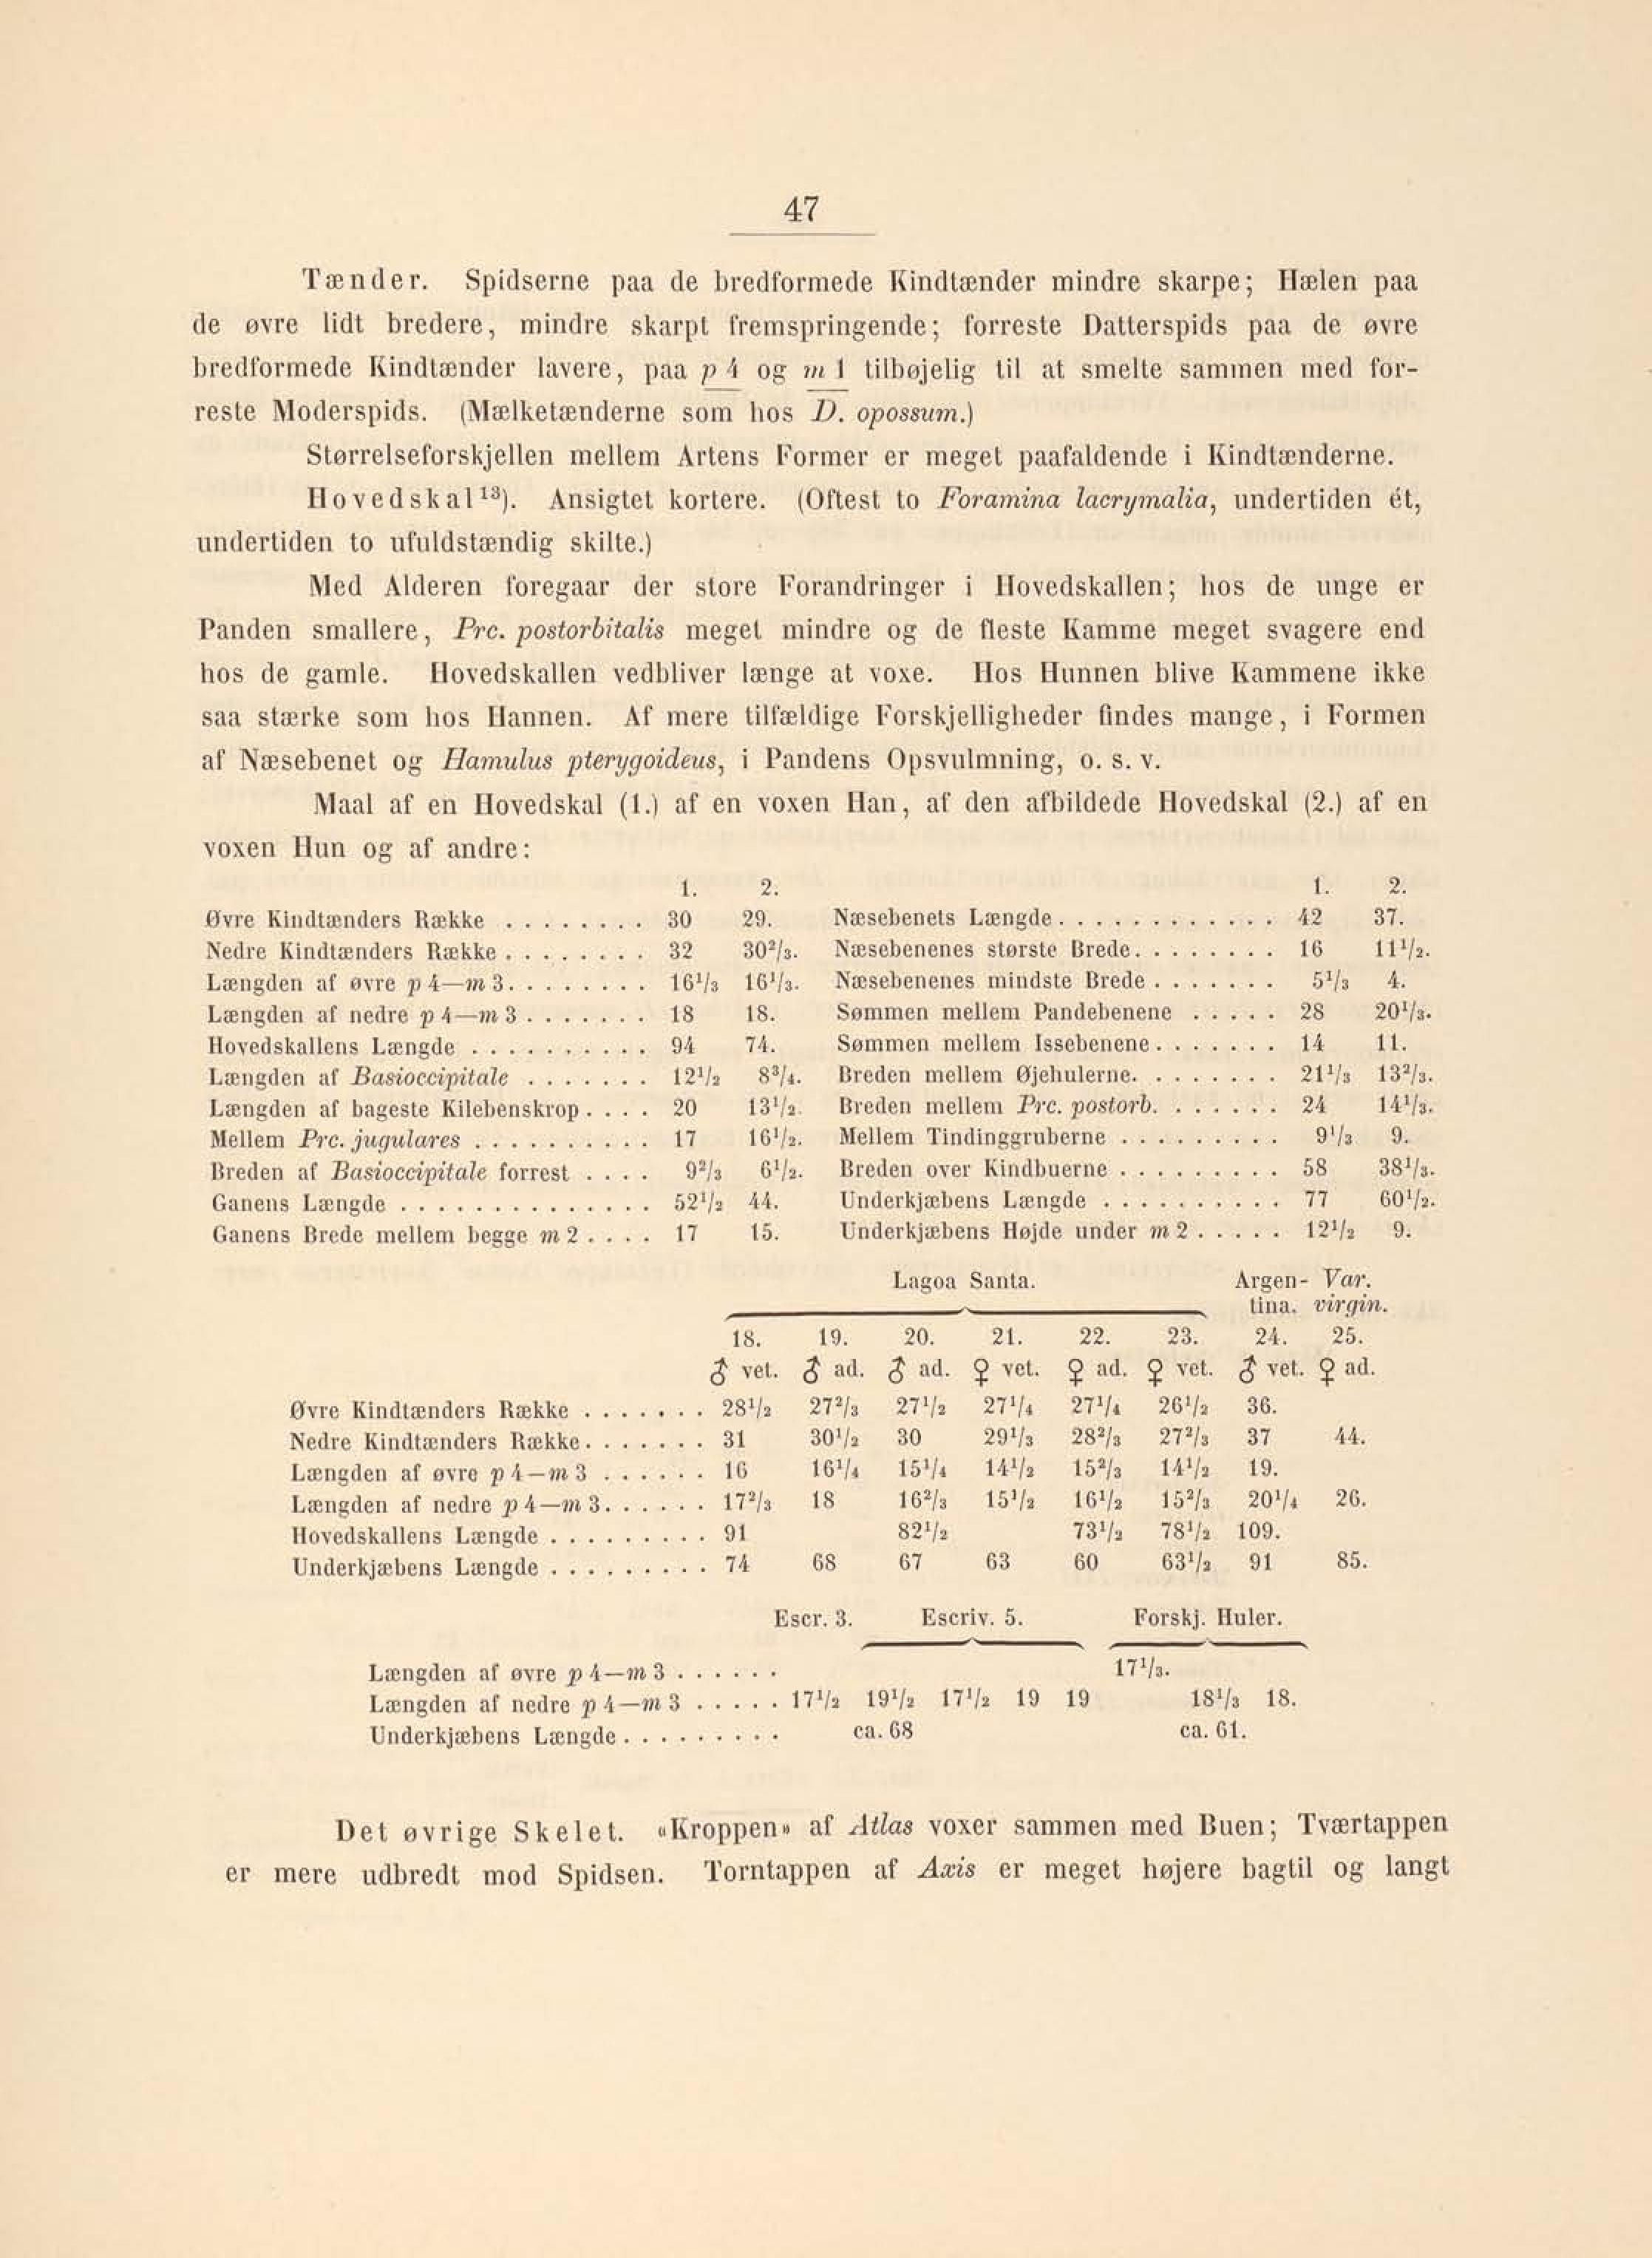 47
Tænder. Spidserne paa de bredformede Kindtænder mindre skarpe; Hælen paa
de øvre lidt bredere, mindre skarpt fremspringende; forreste Datterspids paa de øvre
bredformede Kindtænder lavere, paa p 4 og m 1 tilbøjelig til at smelte sammen med for-
reste Moderspids. (Mælketænderne som hos D. opossum.)
Størrelseforskjellen mellem Artens Former er meget paafaldende i Kindtænderne.
Hovedskal¹³). Ansigtet kortere. (Oftest to Foramina lacrymalia, undertiden ét,
undertiden to ufuldstændig skilte.)
Med Alderen foregaar der store Forandringer i Hovedskallen; hos de unge er
Panden smallere, Prc. postorbitalis meget mindre og de fleste Kamme meget svagere end
hos de gamle. Hovedskallen vedbliver længe at voxe. Hos Hunnen blive Kammene ikke
saa stærke som hos Hannen. Af mere tilfældige Forskjelligheder findes mange, i Formen
af Næsebenet og Hamulus pterygoideus, i Pandens Opsvulmning, o. s. v.
Maal af en Hovedskal (1.) af en voxen Han, af den afbildede Hovedskal (2.) af en
voxen Hun og af andre:
1. 2. 1. 2.
Øvre Kindtænders Række ........ 30 29. Næsebenets Længde............ 42 37.
Nedre Kindtænders Række........ 32 30²/₃. Næsebenenes største Brede........ 16 11¹/₂.
Længden af øvre p 4—m 3........ 16¹/₃ 16¹/₃. Næsebenenes mindste Brede....... 5¹/₃ 4.
Længden af nedre p 4—m 3....... 18 18. Sømmen mellem Pandebenene ..... 28 20¹/₃.
Hovedskallens Længde .......... 94 74. Sømmen mellem Issebenene....... 14 11.
Længden af Basioccipitale ....... 12¹/₂ 8³/₄. Breden mellem Øjehulerne........ 21¹/₃ 13²/₃.
Længden af bageste Kilebenskrop.... 20 13¹/₂. Breden mellem Prc. postorb....... 24 14¹/₃.
Mellem Prc. jugulares .......... 17 16¹/₂. Mellem Tindinggruberne ......... 9¹/₃ 9.
Breden af Basioccipitale forrest .... 9²/₃ 6¹/₂. Breden over Kindbuerne ......... 58 38¹/₃.
Ganens Længde .............. 52¹/₂ 44. Underkjæbens Længde .......... 77 60¹/₂.
Ganens Brede mellem begge m 2.... 17 15. Underkjæbens Højde under m 2..... 12¹/₂ 9.
Lagoa Santa. Argen- Var.
tina. virgin.
18. 19. 20. 21. 22. 23. 24. 25.
♂ vet. ♂ ad. ♂ ad. ♀ vet. ♀ ad. ♀ vet. ♂ vet. ♀ ad.
Øvre Kindtænders Række ....... 28¹/₂ 27²/₃ 27¹/₂ 27¹/₄ 27¹/₄ 26¹/₂ 36.
Nedre Kindtænders Række....... 31 30¹/₂ 30 29¹/₃ 28²/₃ 27²/₃ 37 44.
Længden af øvre p 4—m 3 ...... 16 16¹/₄ 15¹/₄ 14¹/₂ 15²/₃ 14¹/₂ 19.
Længden af nedre p 4—m 3...... 17²/₃ 18 16²/₃ 15¹/₂ 16¹/₂ 15²/₃ 20¹/₄ 26.
Hovedskallens Længde ......... 91 82¹/₂ 73¹/₂ 78¹/₂ 109.
Underkjæbens Længde ......... 74 68 67 63 60 63¹/₂ 91 85.
Escr. 3. Escriv. 5. Forskj. Huler.
Længden af øvre p 4—m 3 ...... 17¹/₃.
Længden af nedre p 4—m 3 ..... 17¹/₂ 19¹/₂ 17¹/₂ 19 19 18¹/₃ 18.
Underkjæbens Længde......... ca. 68 ca. 61.
Det øvrige Skelet. «Kroppen» af Atlas voxer sammen med Buen; Tværtappen
er mere udbredt mod Spidsen. Torntappen af Axis er meget højere bagtil og langt